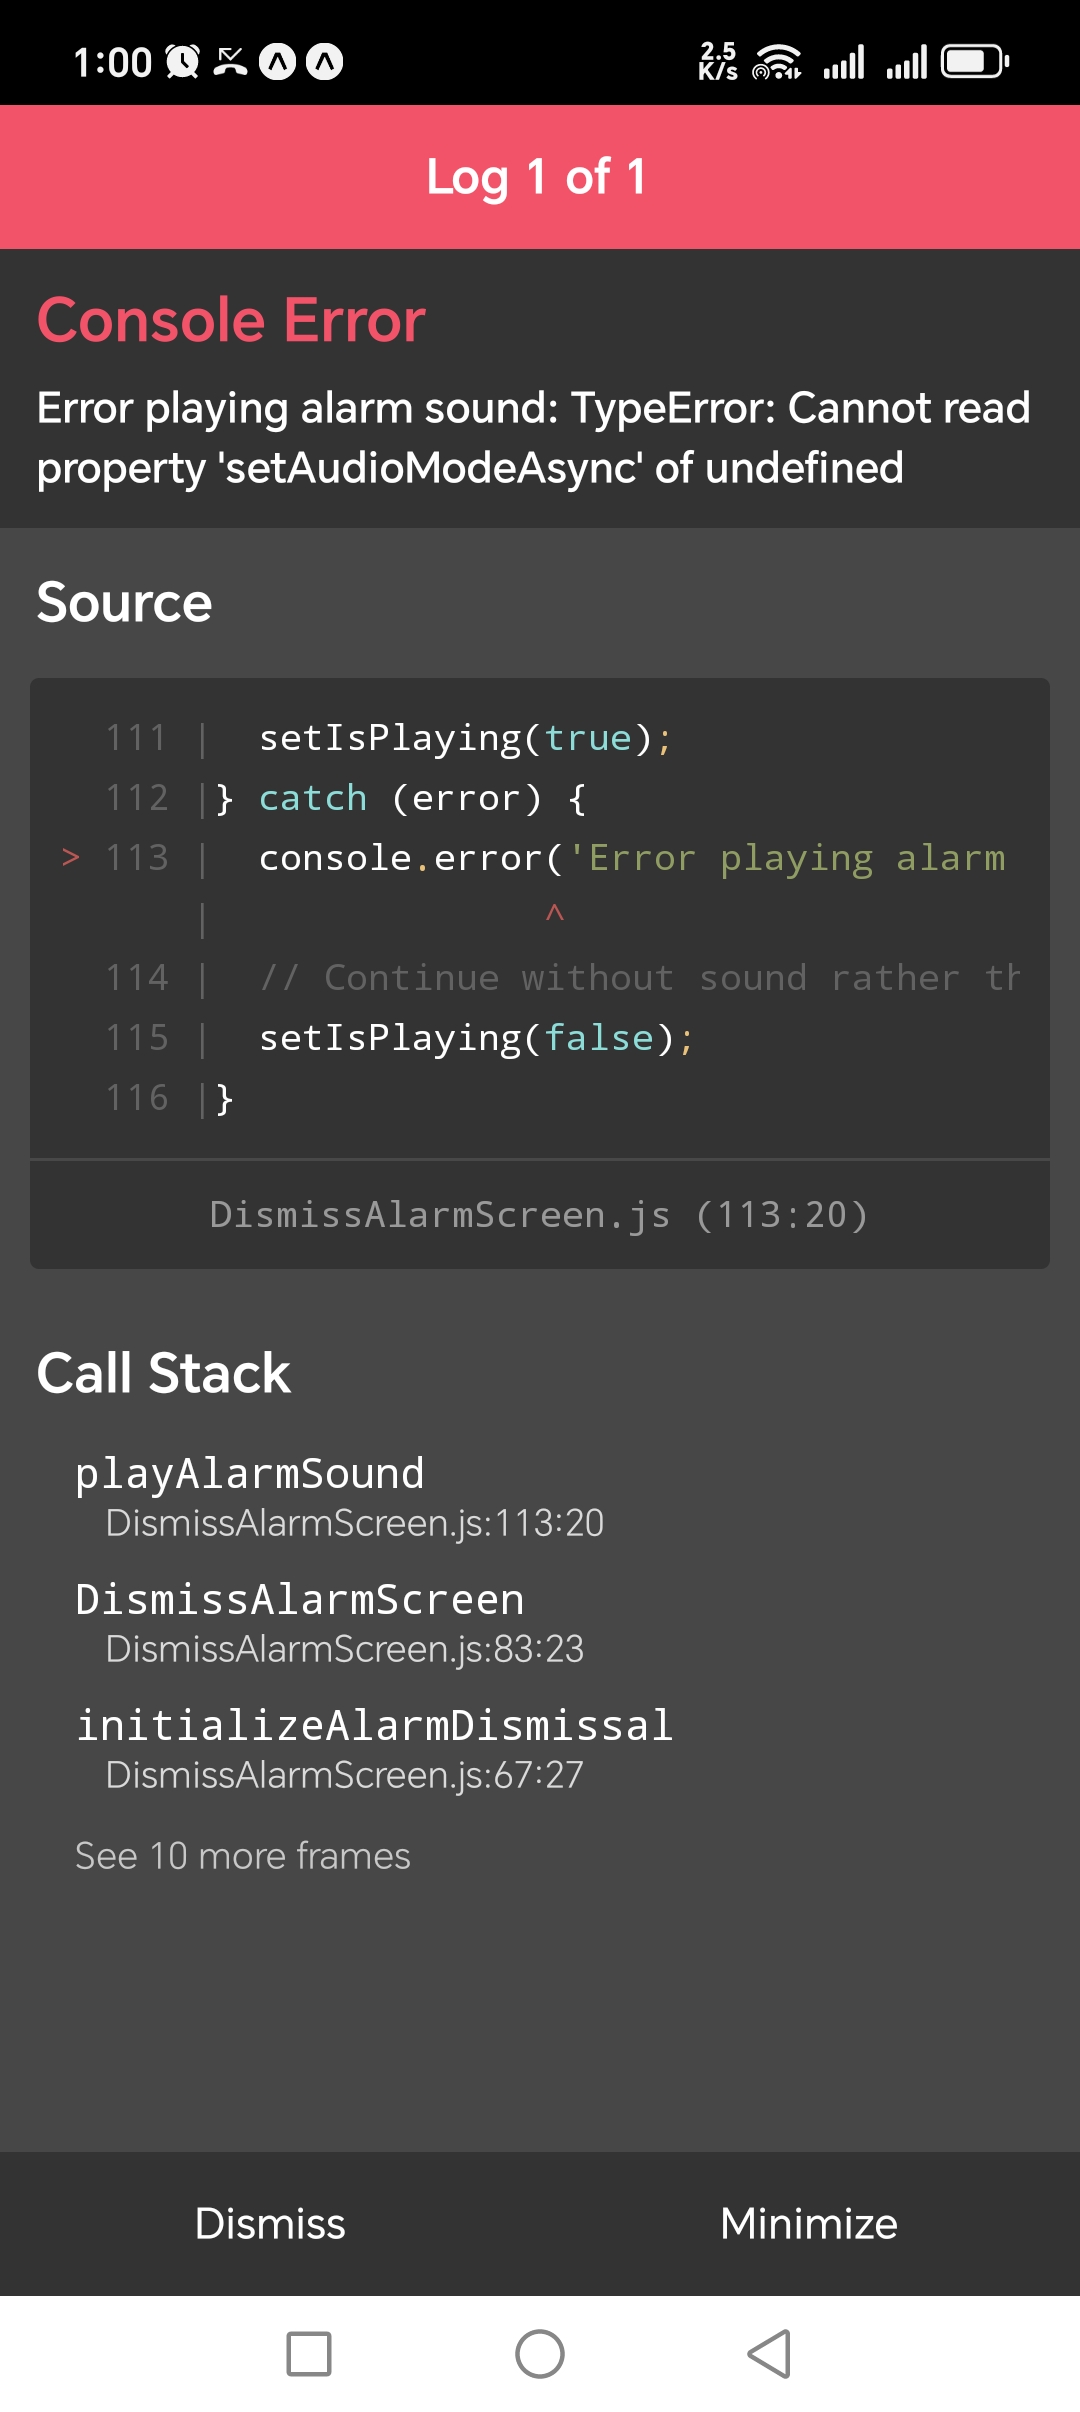 1:00 2.5 K/s
Log 1 of 1
Console Error
Error playing alarm sound: TypeError: Cannot read
property 'setAudioModeAsync' of undefined
Source
111 |  setIsPlaying(true);
112 |} catch (error) {
> 113 |  console.error('Error playing alarm
|               ^
114 |  // Continue without sound rather th
115 |  setIsPlaying(false);
116 |}
DismissAlarmScreen.js (113:20)
Call Stack
playAlarmSound
DismissAlarmScreen.js:113:20
DismissAlarmScreen
DismissAlarmScreen.js:83:23
initializeAlarmDismissal
DismissAlarmScreen.js:67:27
See 10 more frames
Dismiss Minimize